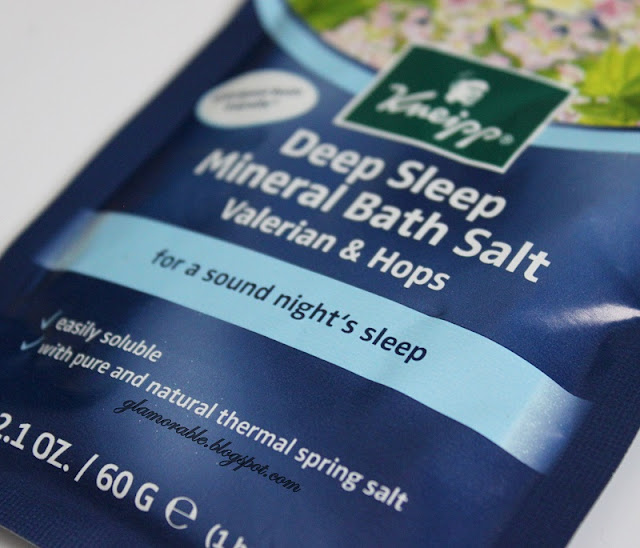 Kneipp®
Deep Sleep
Mineral Bath Salt
Valerian & Hops
for a sound night's sleep
easily soluble
with pure and natural thermal spring salt
glamorable.blogspot.com
2.1 OZ. / 60 G ℮ (1